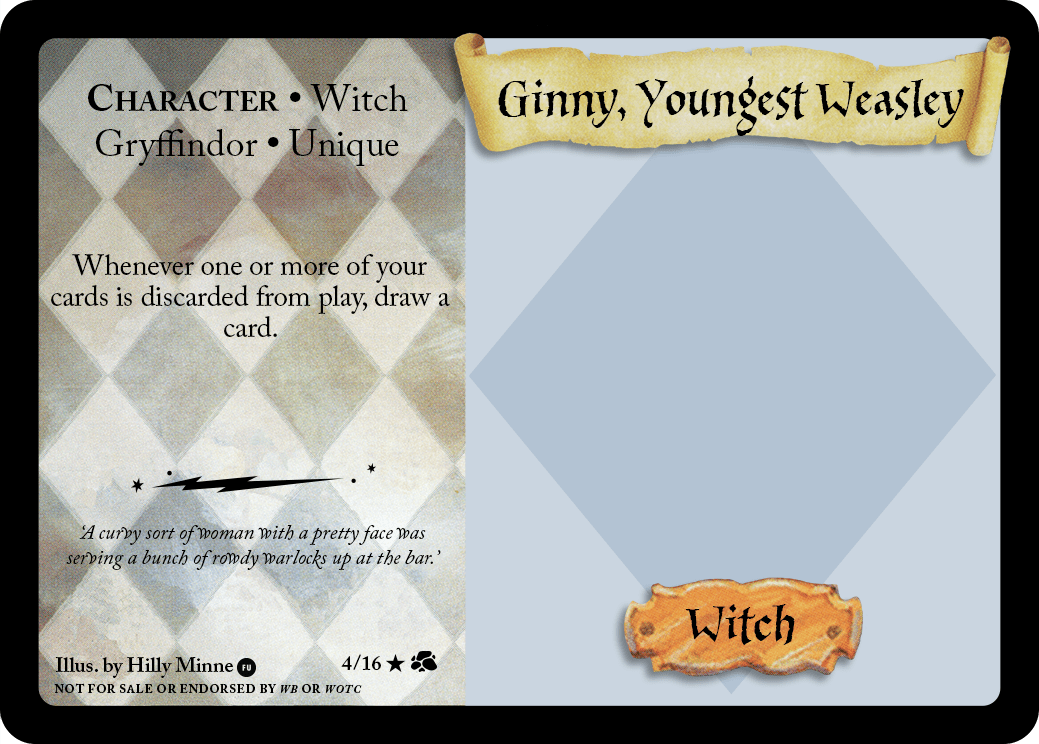 Ginny, Youngest Weasley
CHARACTER • Witch
Gryffindor • Unique
Whenever one or more of your
cards is discarded from play, draw a
card.
‘A curvy sort of woman with a pretty face was
serving a bunch of rowdy warlocks up at the bar.’
Witch
Illus. by Hilly Minne FU
4/16 ★
NOT FOR SALE OR ENDORSED BY WB OR WOTC